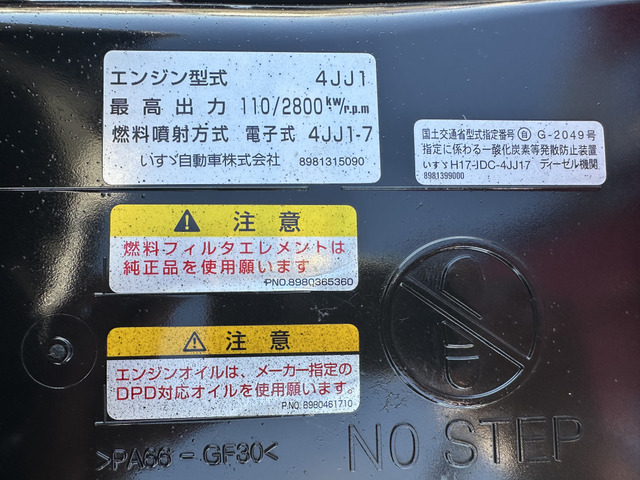 エンジン型式 4JJ1
最高出力 110/2800kW/r.p.m
燃料噴射方式 電子式 4JJ1-7
いすゞ自動車株式会社 8981315090
国土交通省型式指定番号 自 G-2049号
指定に係わる一酸化炭素等発散防止装置
いすゞH17-JDC-4JJ17 ディーゼル機関
8981399000
注意
燃料フィルタエレメントは
純正品を使用願います
PNO.8980365360
注意
エンジンオイルは、メーカー指定の
DPD対応オイルを使用願います。
P.NO. 8980461710
>PA66-GF30<
NO STEP